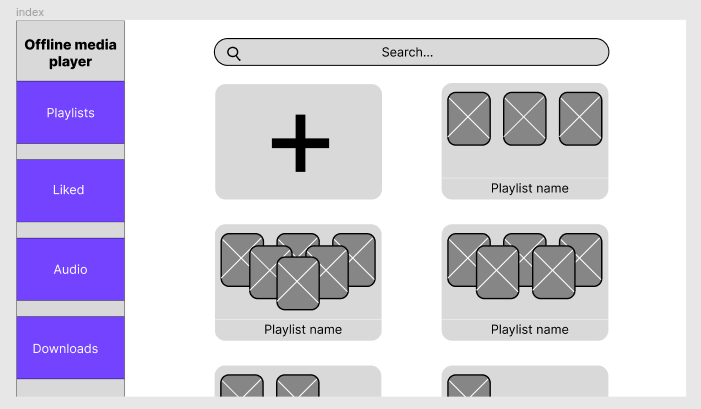 index
Offline media
player
Search...
Playlists
Playlist name
Liked
Audio
Playlist name
Playlist name
Downloads